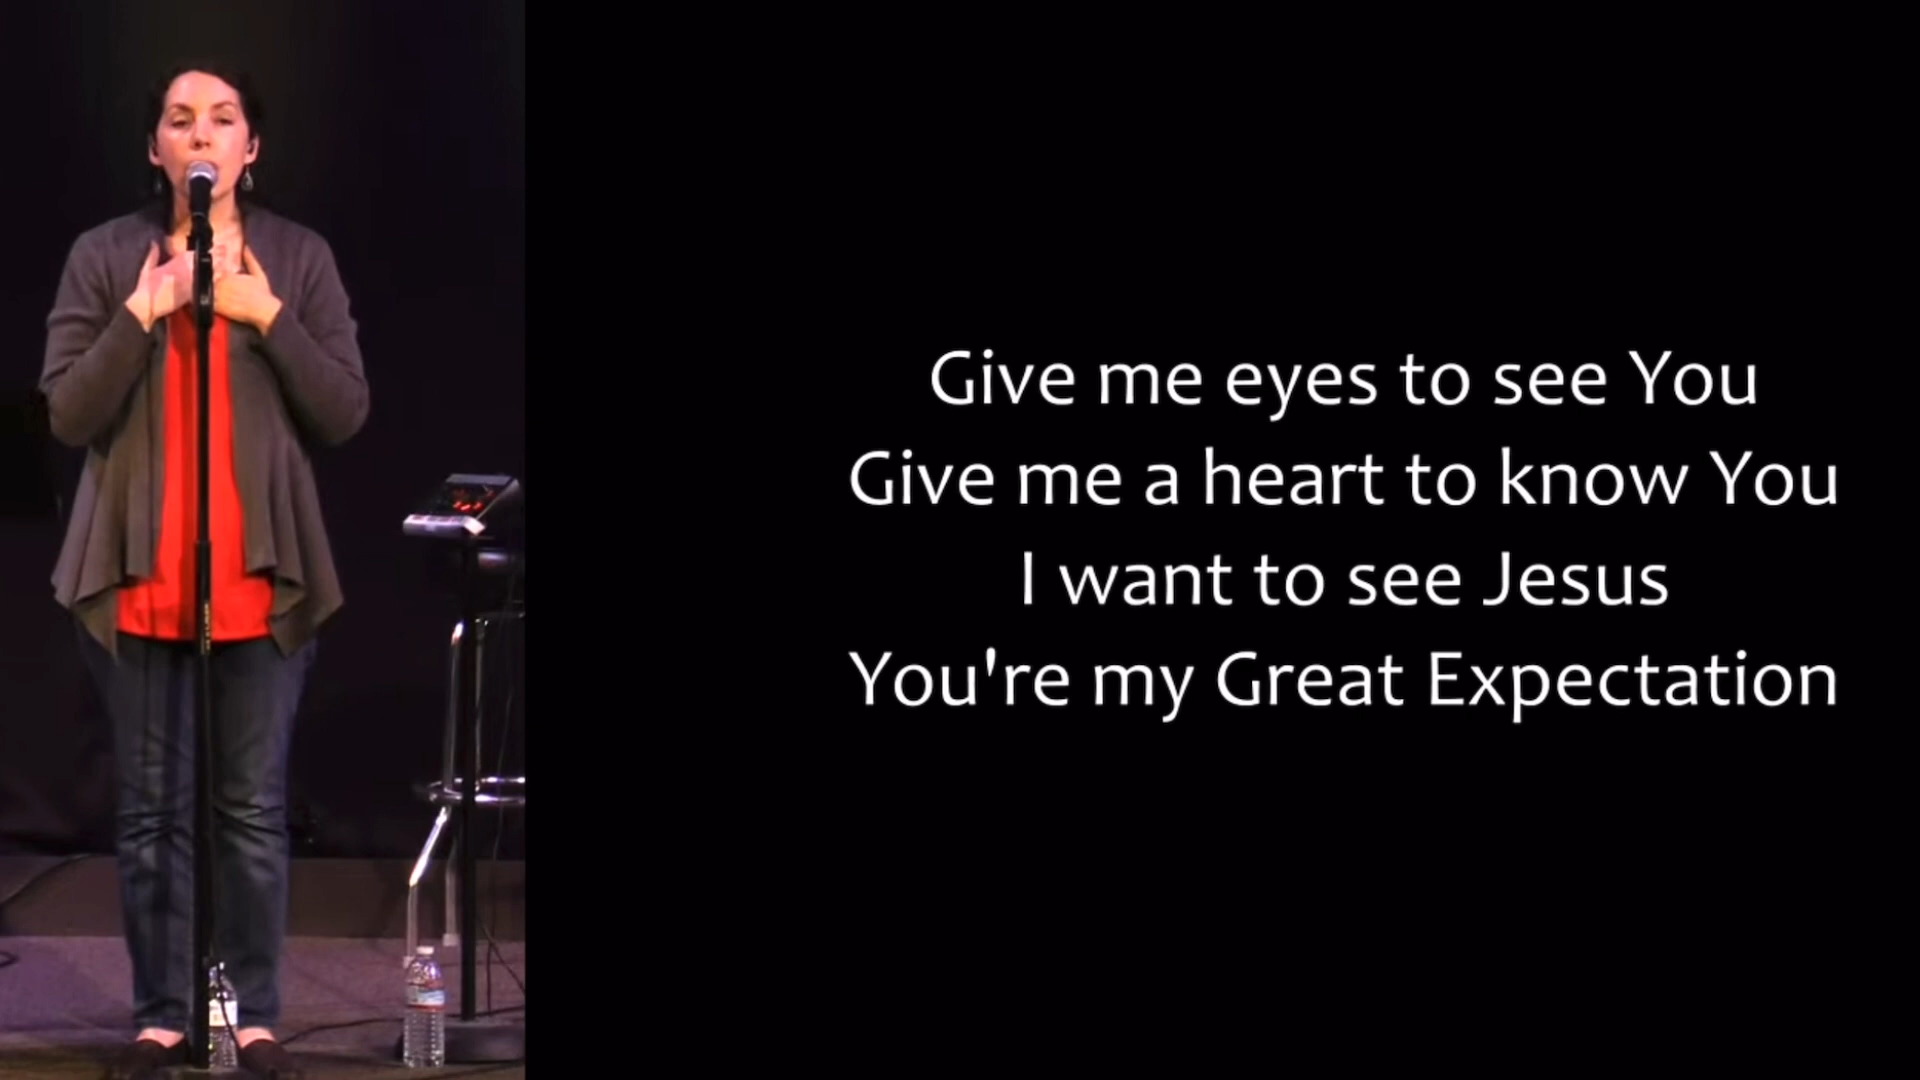 Give me eyes to see You
Give me a heart to know You
I want to see Jesus
You're my Great Expectation